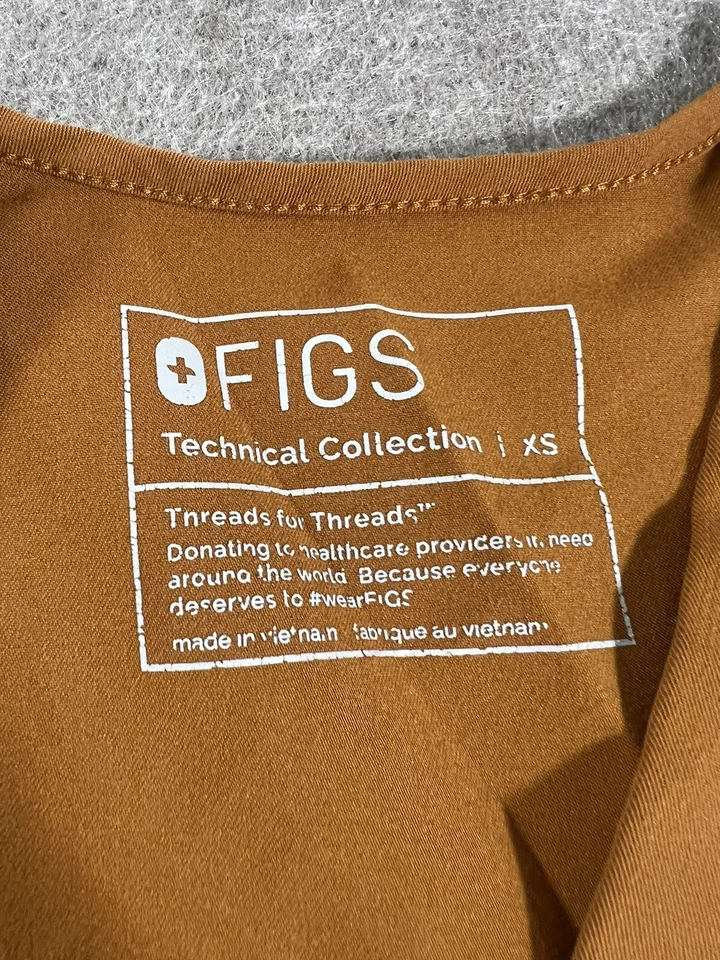 FIGS
Technical Collection | XS
Threads for Threads™
Donating to healthcare providers in need
around the world Because everyone
deserves to #wearFIGS
made in vietnam fabriqué au vietnam